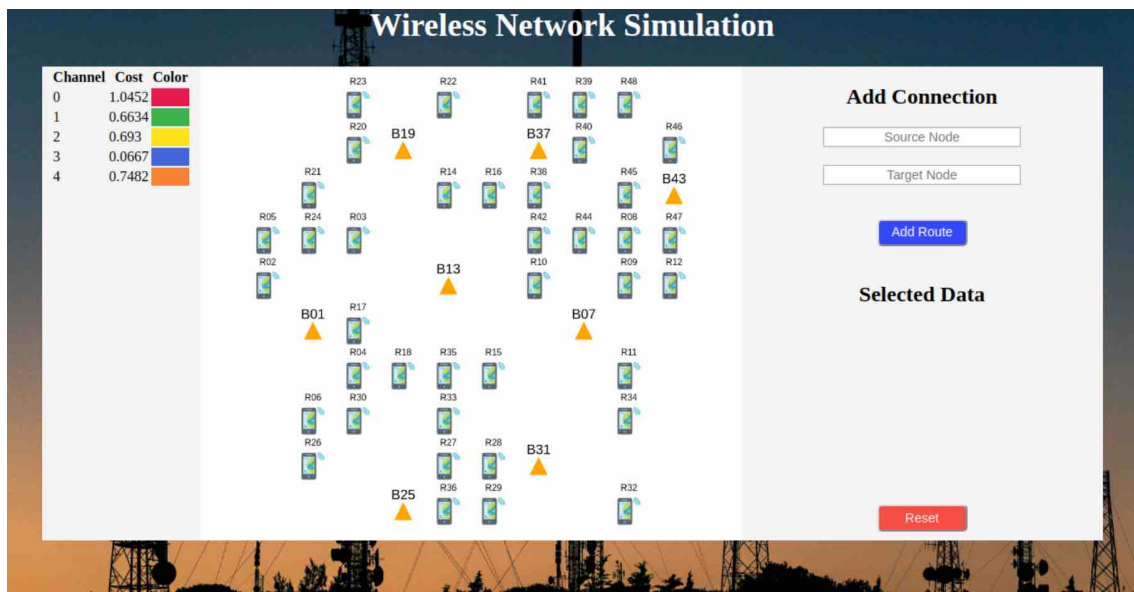 Wireless Network Simulation
Channel Cost Color
0 1.0452
1 0.6634
2 0.693
3 0.0667
4 0.7482
R23 R22 R41 R39 R48
R20 B19 B37 R40 R46
R21 R14 R16 R38 R45 B43
R05 R24 R03 R42 R44 R08 R47
R02 B13 R10 R09 R12
B01 R17 B07
R04 R18 R35 R15 R11
R06 R30 R33 R34
R26 R27 R28 B31
B25 R36 R29 R32
Add Connection
Source Node
Target Node
Add Route
Selected Data
Reset